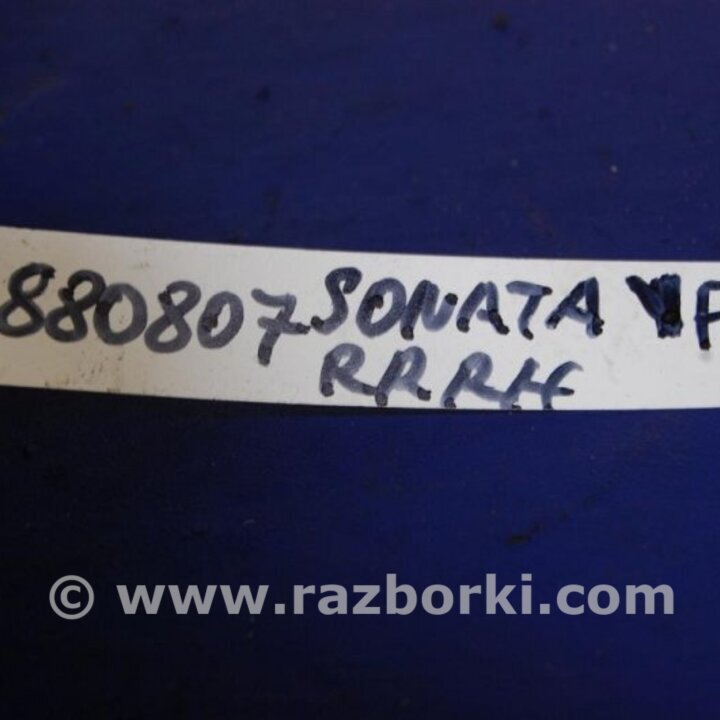 880807 SONATA YF
RR RH
© www.razborki.com